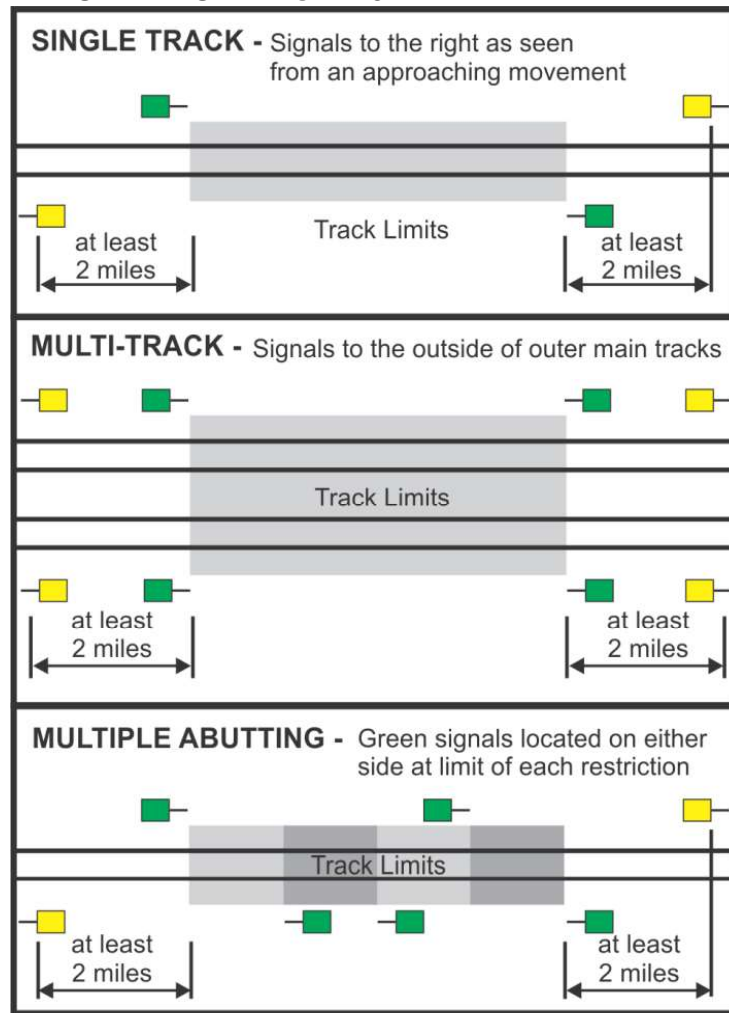 SINGLE TRACK - Signals to the right as seen
from an approaching movement
Track Limits
at least
2 miles
at least
2 miles
MULTI-TRACK - Signals to the outside of outer main tracks
Track Limits
at least
2 miles
at least
2 miles
MULTIPLE ABUTTING - Green signals located on either
side at limit of each restriction
Track Limits
at least
2 miles
at least
2 miles